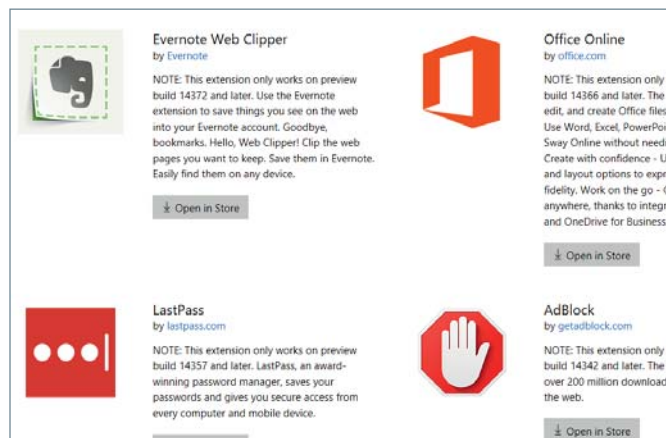 Evernote Web Clipper
by Evernote
NOTE: This extension only works on preview
build 14372 and later. Use the Evernote
extension to save things you see on the web
into your Evernote account. Goodbye,
bookmarks. Hello, Web Clipper! Clip the web
pages you want to keep. Save them in Evernote.
Easily find them on any device.
Open in Store
Office Online
by office.com
NOTE: This extension only
build 14366 and later. The
edit, and create Office files
Use Word, Excel, PowerPoi
Sway Online without needi
Create with confidence - U
and layout options to expr
fidelity. Work on the go -
anywhere, thanks to integr
and OneDrive for Business
Open in Store
LastPass
by lastpass.com
NOTE: This extension only works on preview
build 14357 and later. LastPass, an award-
winning password manager, saves your
passwords and gives you secure access from
every computer and mobile device.
AdBlock
by getadblock.com
NOTE: This extension only
build 14342 and later. The
over 200 million download
the web.
Open in Store